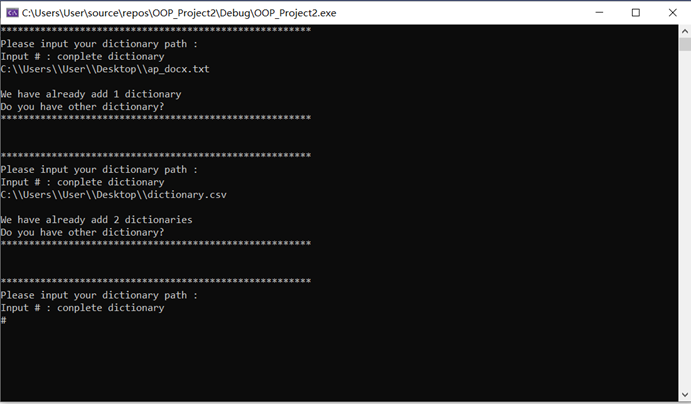 C:\Users\User\source\repos\OOP_Project2\Debug\OOP_Project2.exe
*******************************************************
Please input your dictionary path :
Input # : conplete dictionary
C:\\Users\\User\\Desktop\\ap_docx.txt
We have already add 1 dictionary
Do you have other dictionary?
*******************************************************
*******************************************************
Please input your dictionary path :
Input # : conplete dictionary
C:\\Users\\User\\Desktop\\dictionary.csv
We have already add 2 dictionaries
Do you have other dictionary?
*******************************************************
*******************************************************
Please input your dictionary path :
Input # : conplete dictionary
#